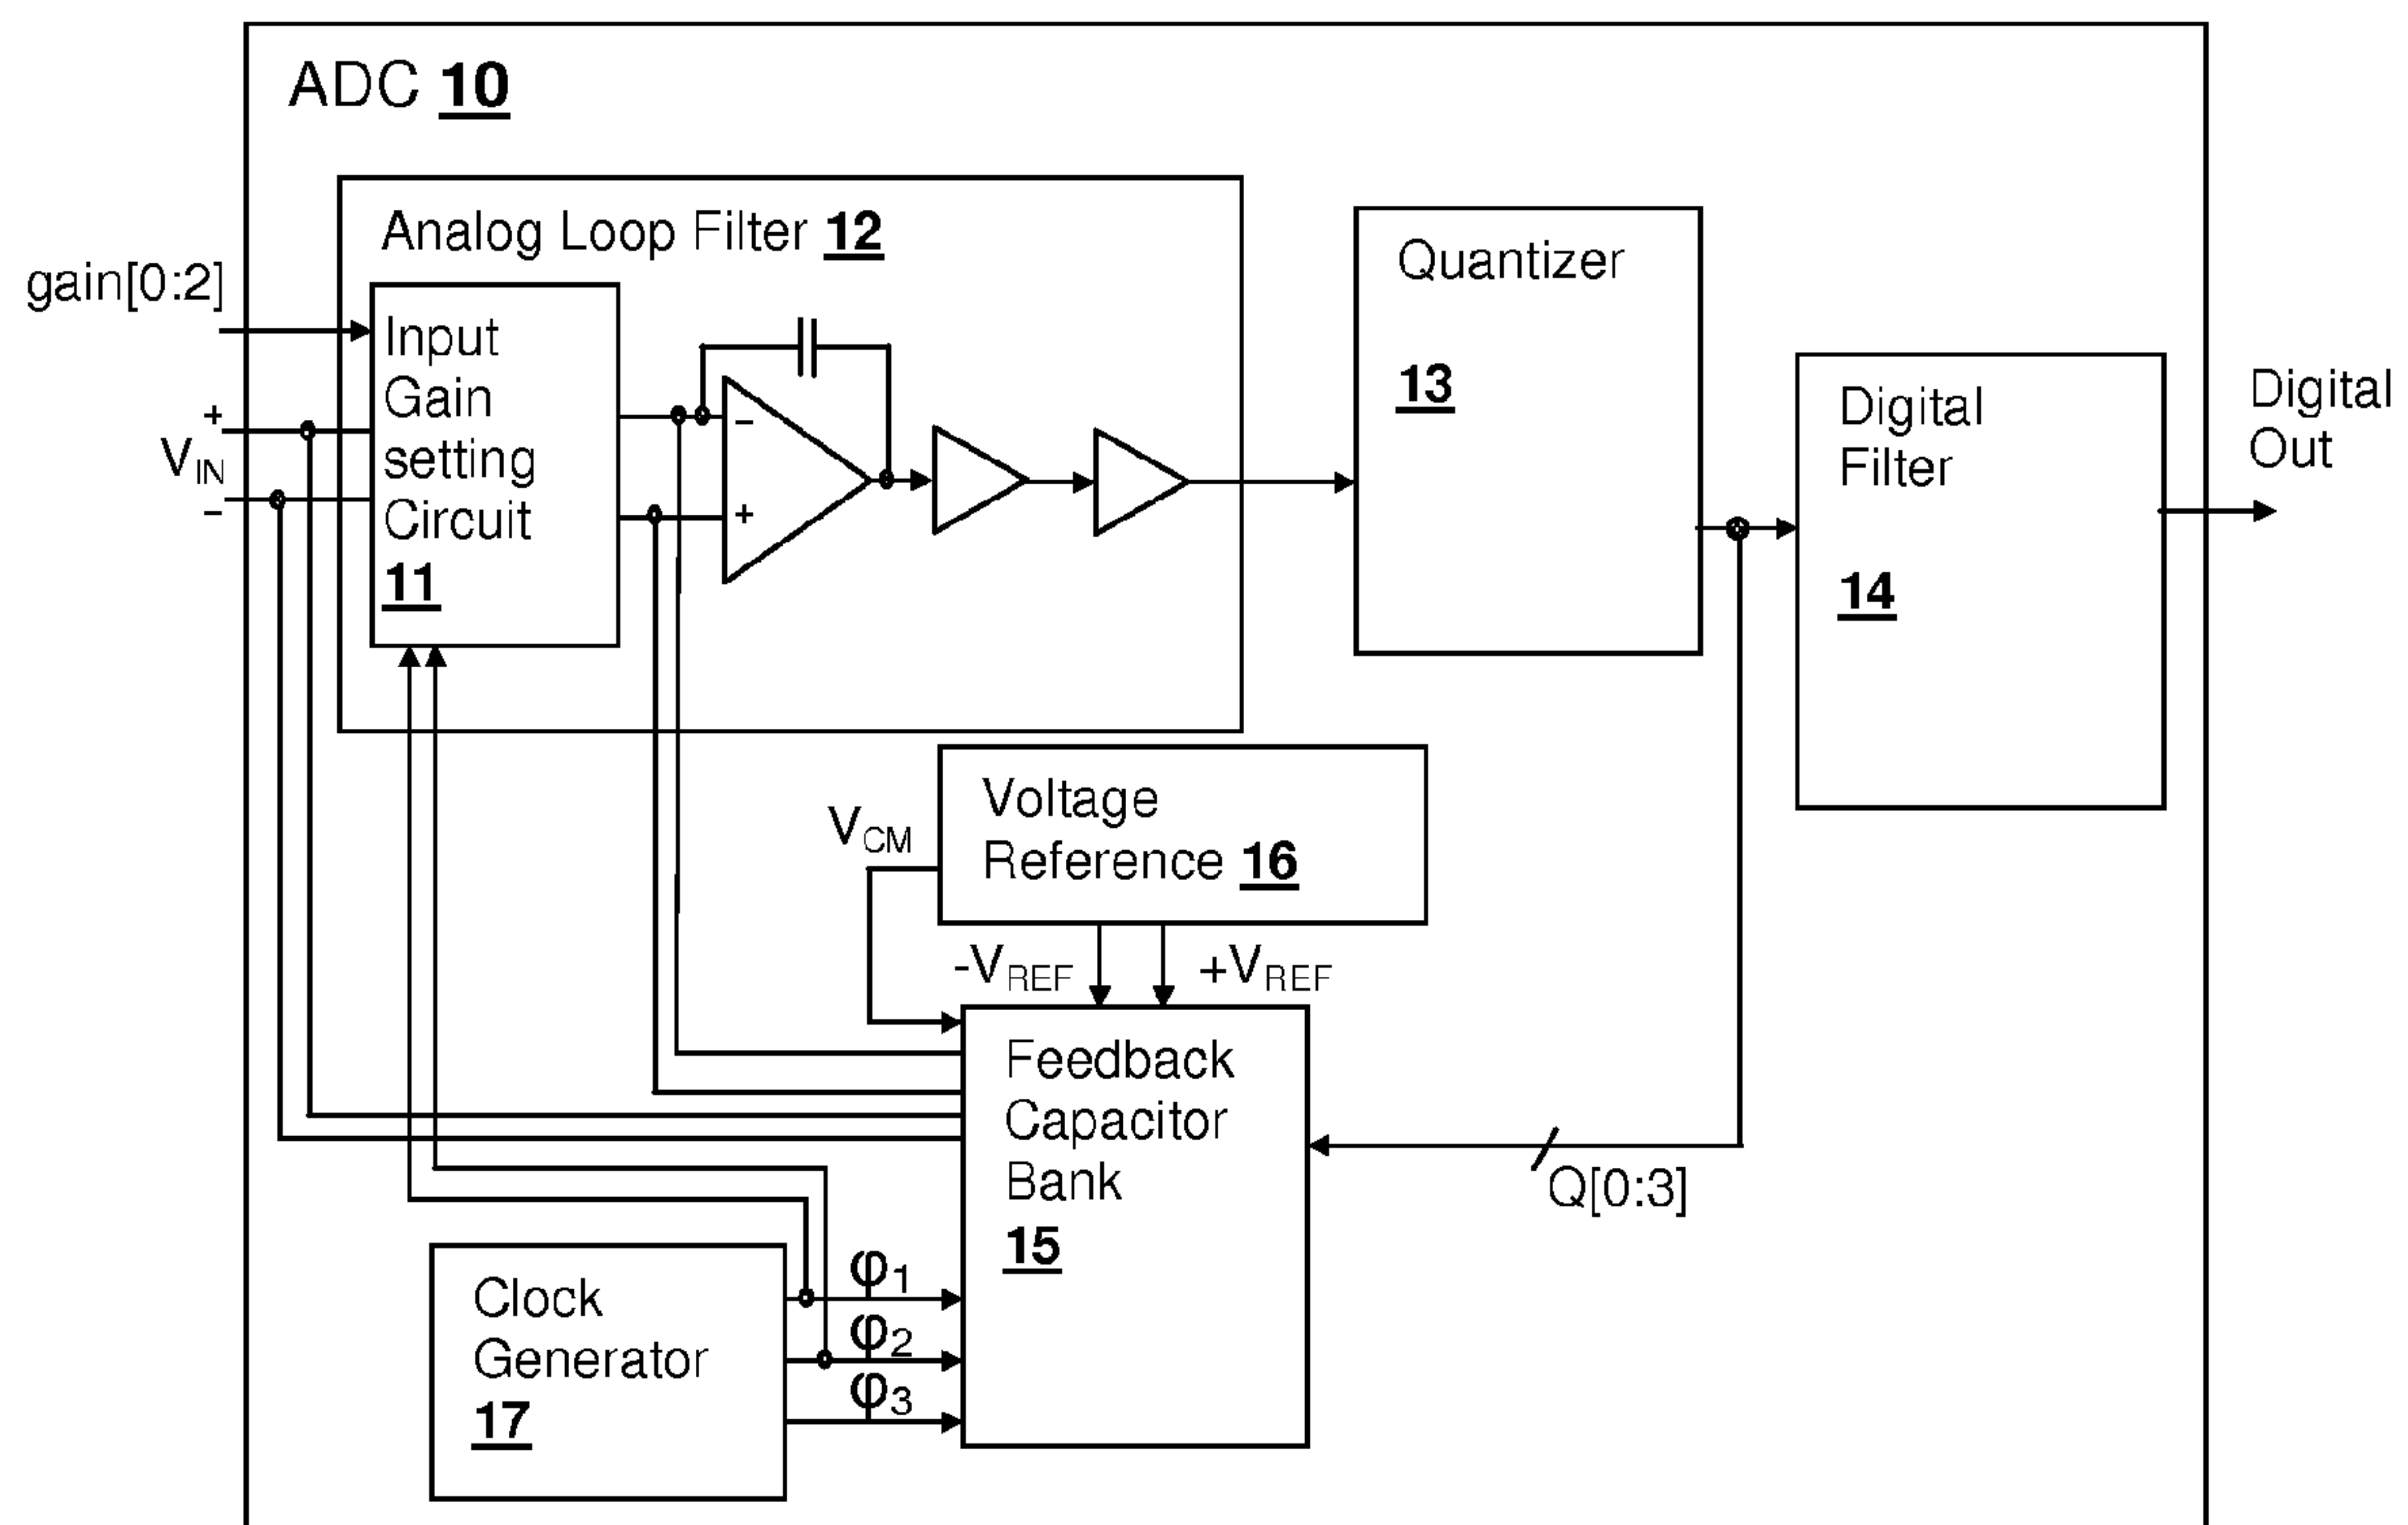 ADC 10
Analog Loop Filter 12
gain[0:2]
Input
Gain
setting
Circuit
11
+
VIN
−
−
+
Quantizer
13
Digital
Filter
14
Digital
Out
Voltage
Reference 16
VCM
-VREF
+VREF
Feedback
Capacitor
Bank
15
Q[0:3]
Clock
Generator
17
φ1
φ2
φ3